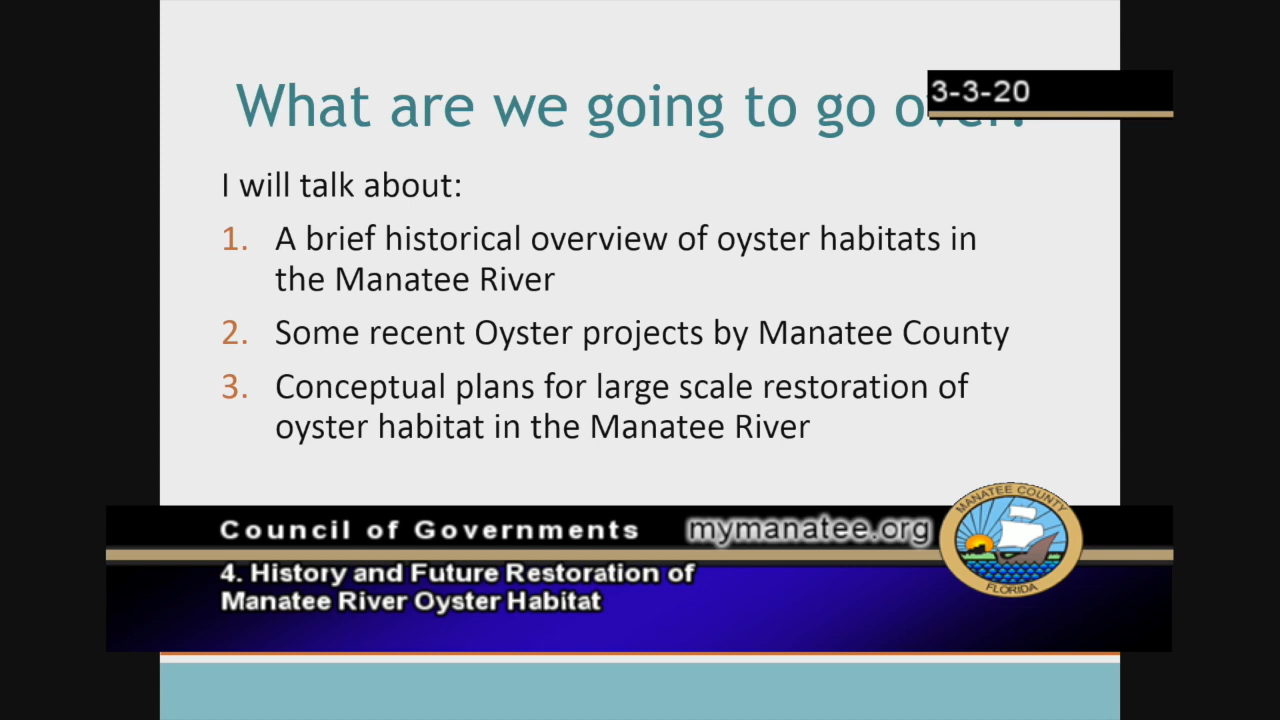 What are we going to go over?
3-3-20
I will talk about:
1. A brief historical overview of oyster habitats in
the Manatee River
2. Some recent Oyster projects by Manatee County
3. Conceptual plans for large scale restoration of
oyster habitat in the Manatee River
Council of Governments
mymanatee.org
MANATEE COUNTY
FLORIDA
4. History and Future Restoration of
Manatee River Oyster Habitat